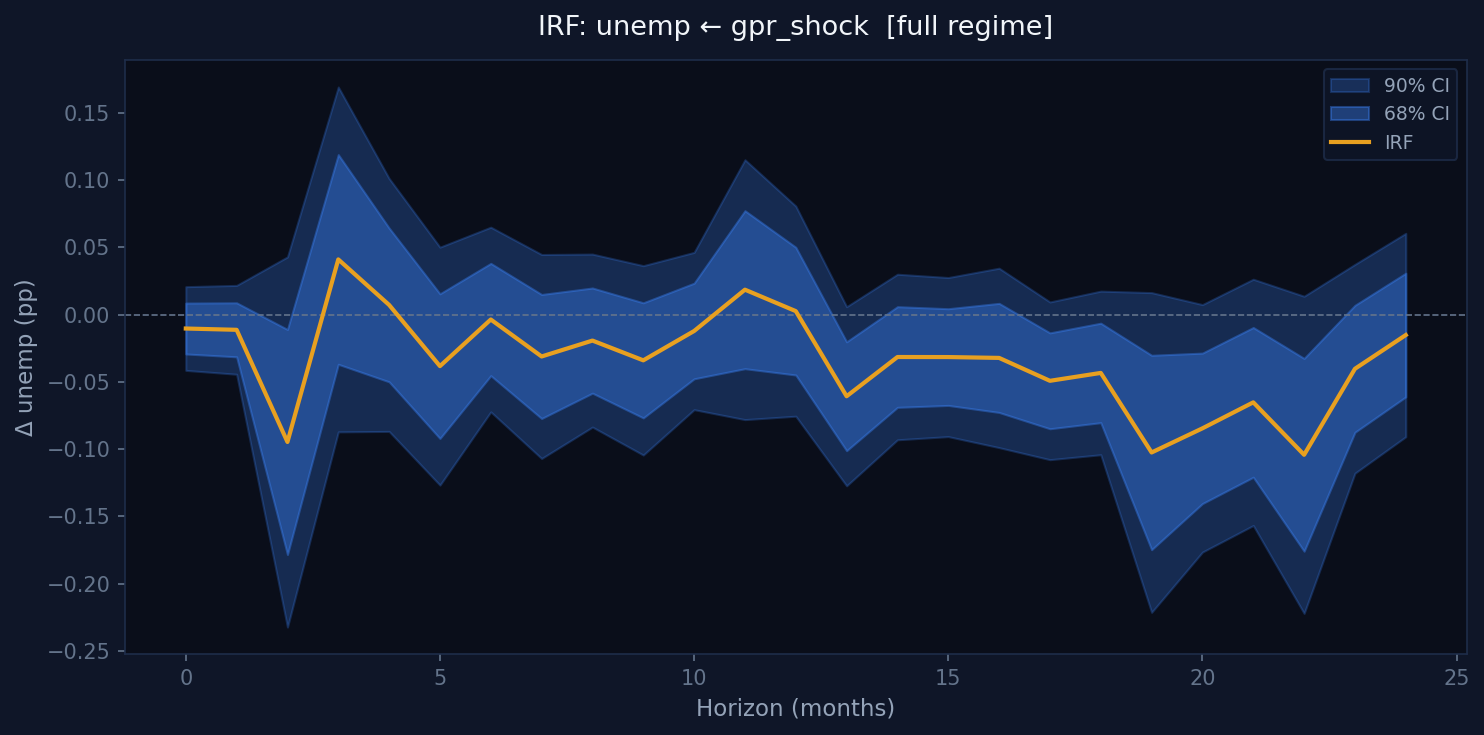 IRF: unemp ← gpr_shock  [full regime]
90% CI
68% CI
IRF
Δ unemp (pp)
0.15
0.10
0.05
0.00
−0.05
−0.10
−0.15
−0.20
−0.25
0 5 10 15 20 25
Horizon (months)